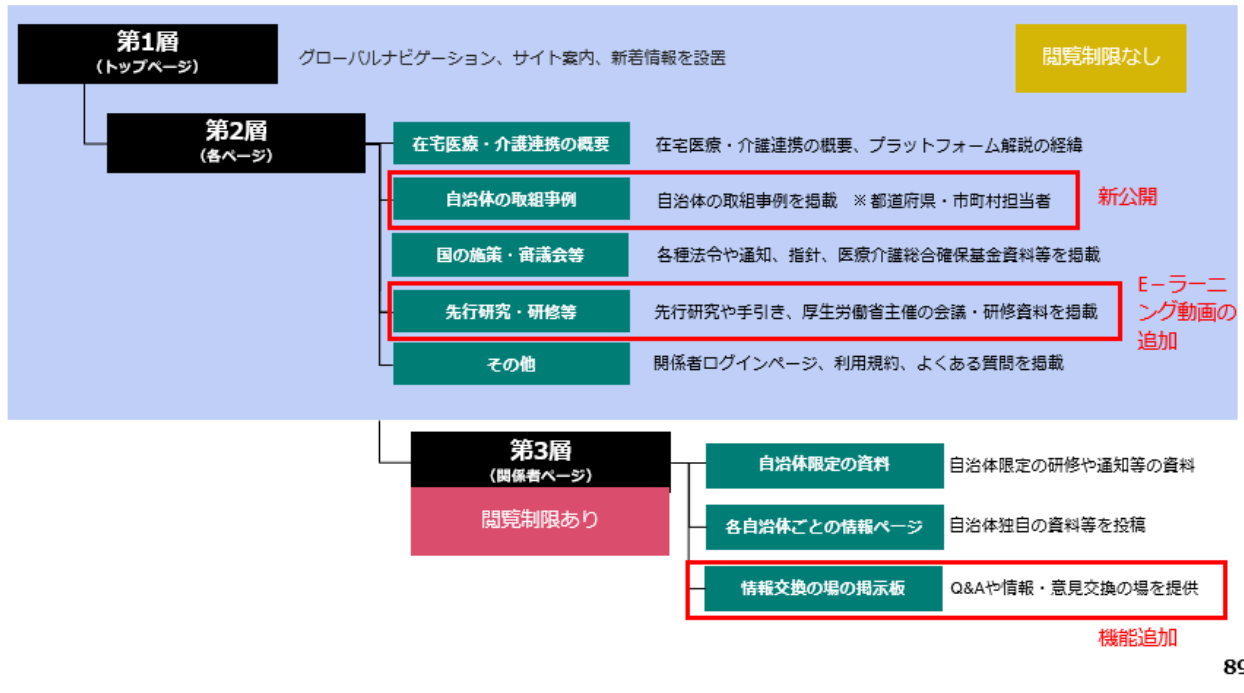 第1層
(トップページ)
グローバルナビゲーション、サイト案内、新着情報を設置
閲覧制限なし
第2層
(各ページ)
在宅医療・介護連携の概要
在宅医療・介護連携の概要、プラットフォーム解説の経緯
自治体の取組事例
自治体の取組事例を掲載 ※都道府県・市町村担当者
新公開
国の施策・審議会等
各種法令や通知、指針、医療介護総合確保基金資料等を掲載
先行研究・研修等
先行研究や手引き、厚生労働省主催の会議・研修資料を掲載
E－ラーニ
ング動画の
追加
その他
関係者ログインページ、利用規約、よくある質問を掲載
第3層
(関係者ページ)
閲覧制限あり
自治体限定の資料
自治体限定の研修や通知等の資料
各自治体ごとの情報ページ
自治体独自の資料等を投稿
情報交換の場の掲示板
Q&Aや情報・意見交換の場を提供
機能追加
89